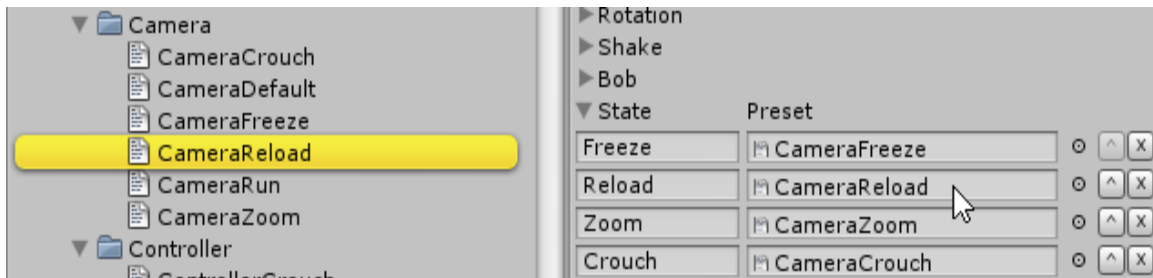 Camera
CameraCrouch
CameraDefault
CameraFreeze
CameraReload
CameraRun
CameraZoom
Controller
ControllerCrouch
Rotation
Shake
Bob
State Preset
Freeze CameraFreeze ^ X
Reload CameraReload ^ X
Zoom CameraZoom ^ X
Crouch CameraCrouch ^ X